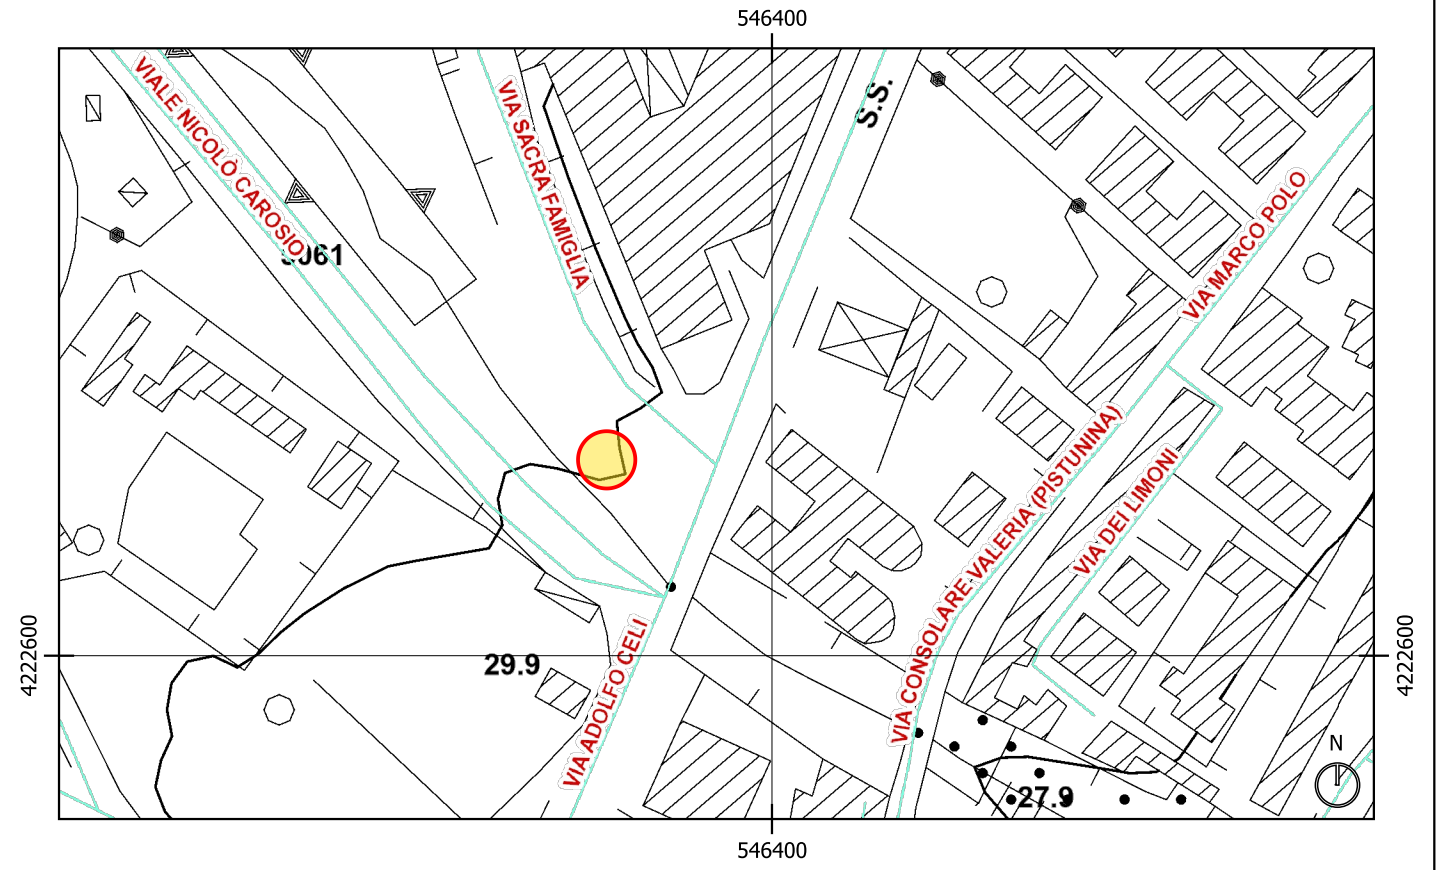 546400
VIALE NICOLÒ CAROSIO
VIA SACRA FAMIGLIA
S.S.
VIA MARCO POLO
061
VIA CONSOLARE VALERIA (PISTUNINA)
VIA DEI LIMONI
4222600
4222600
29.9
VIA ADOLFO CELI
N
27.9
546400